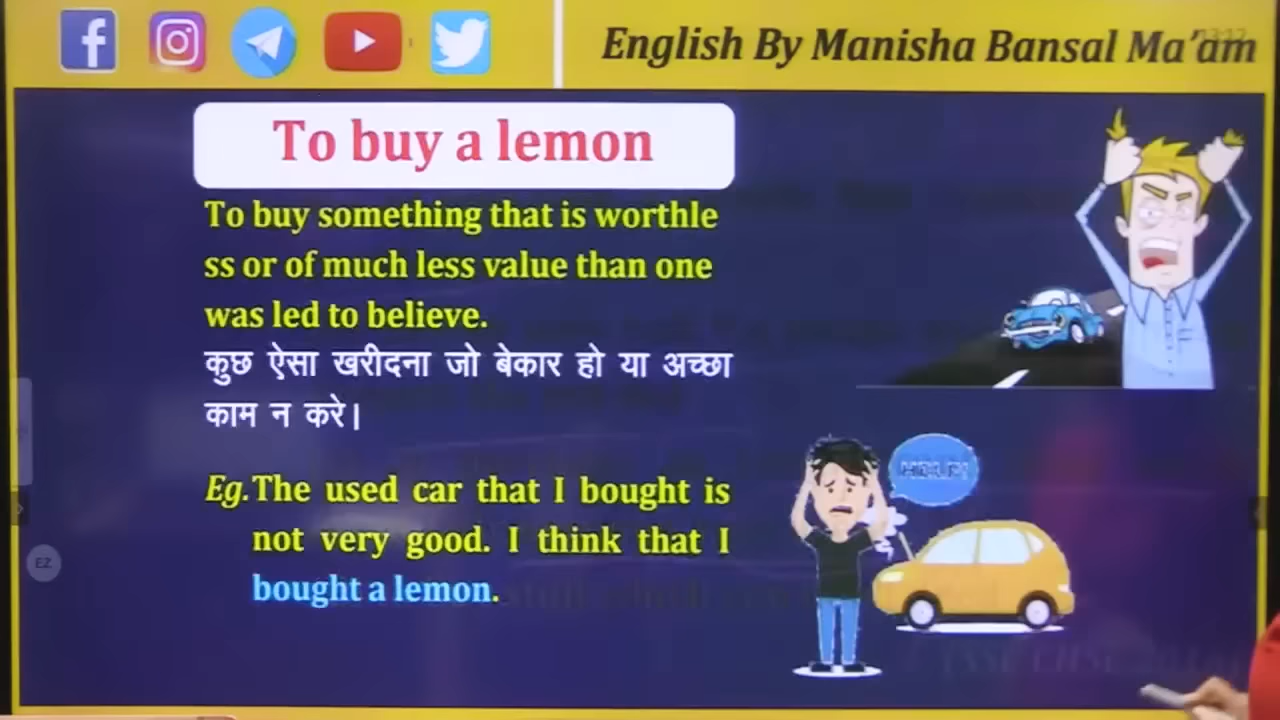 English By Manisha Bansal Ma’am
To buy a lemon
To buy something that is worthle
ss or of much less value than one
was led to believe.
कुछ ऐसा खरीदना जो बेकार हो या अच्छा
काम न करे।
HELP!
Eg. The used car that I bought is
not very good. I think that I
bought a lemon.
EZ